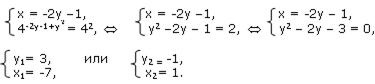 x = -2y -1, ⇔ x = -2y -1, ⇔ x = -2y - 1,
4^-2y-1+y² = 4², y² -2y -1 = 2, y² - 2y - 3 = 0,
y₁ = 3, или y₂ = -1,
x₁ = -7, x₂ = 1.